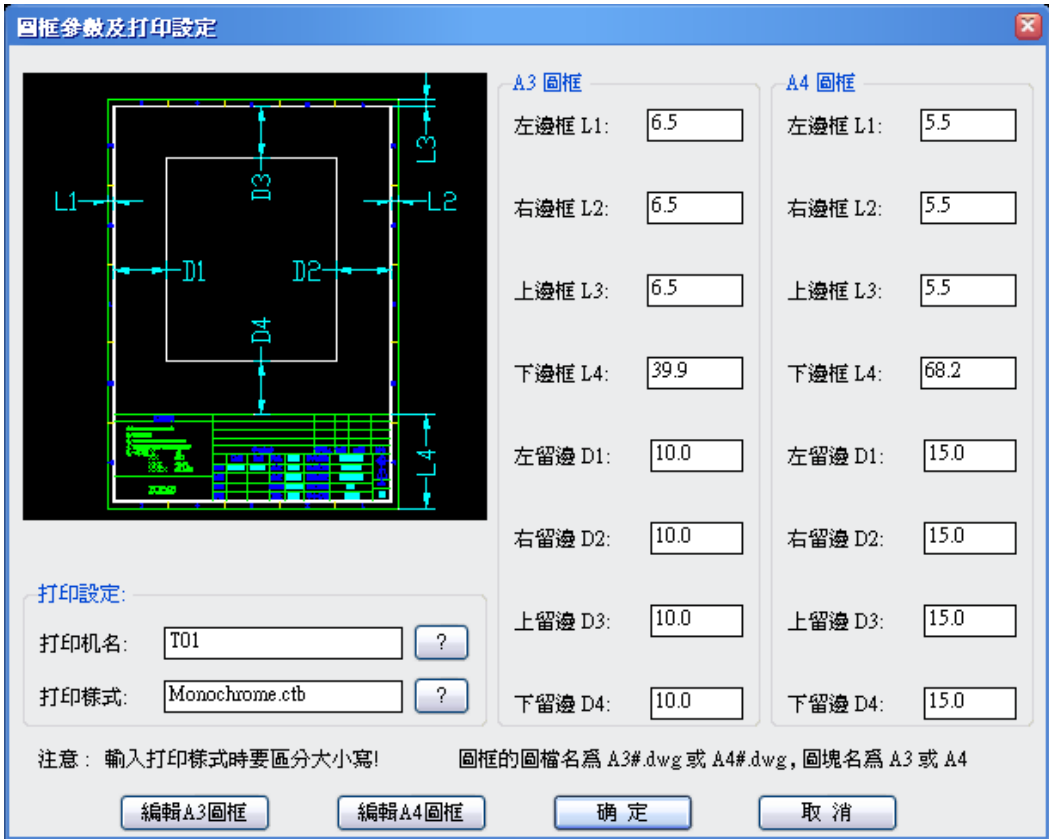 圖框參數及打印設定
L3
D3
L1
L2
D1
D2
D4
L4
A3 圖框
左邊框 L1: 6.5
右邊框 L2: 6.5
上邊框 L3: 6.5
下邊框 L4: 39.9
左留邊 D1: 10.0
右留邊 D2: 10.0
上留邊 D3: 10.0
下留邊 D4: 10.0
A4 圖框
左邊框 L1: 5.5
右邊框 L2: 5.5
上邊框 L3: 5.5
下邊框 L4: 68.2
左留邊 D1: 15.0
右留邊 D2: 15.0
上留邊 D3: 15.0
下留邊 D4: 15.0
打印設定:
打印机名: T01 ?
打印樣式: Monochrome.ctb ?
注意： 輸入打印樣式時要區分大小寫! 圖框的圖檔名爲 A3#.dwg 或 A4#.dwg , 圖塊名爲 A3 或 A4
編輯A3圖框 編輯A4圖框 确 定 取 消